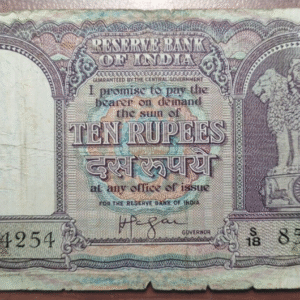 RESERVE BANK
OF INDIA
GUARANTEED BY THE CENTRAL GOVERNMENT
I promise to pay the
bearer on demand
the sum of
TEN RUPEES
दस रुपये
at any office of issue
FOR THE RESERVE BANK OF INDIA
GOVERNOR
4254
S/18 85